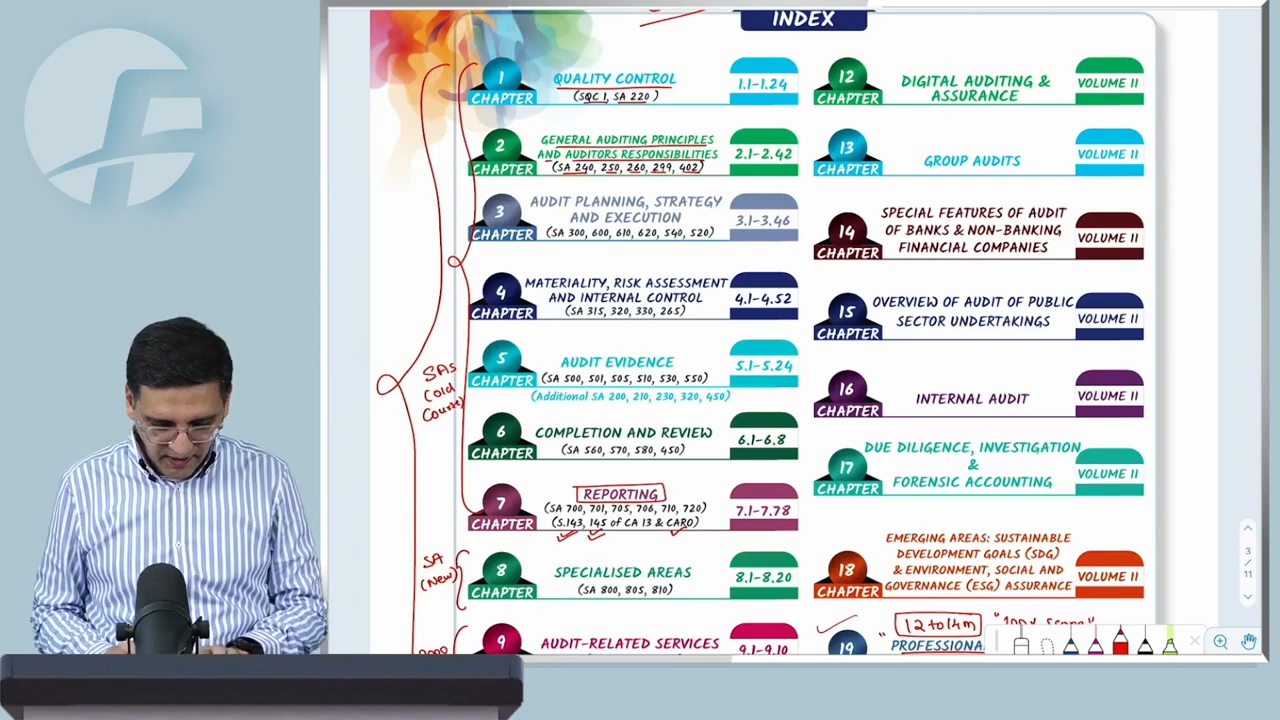 INDEX
1
CHAPTER
QUALITY CONTROL
(SQC 1, SA 220)
1.1-1.24
2
CHAPTER
GENERAL AUDITING PRINCIPLES
AND AUDITORS RESPONSIBILITIES
(SA 240, 250, 260, 299, 402)
2.1-2.42
3
CHAPTER
AUDIT PLANNING, STRATEGY
AND EXECUTION
(SA 300, 600, 610, 620, 540, 520)
3.1-3.46
4
CHAPTER
MATERIALITY, RISK ASSESSMENT
AND INTERNAL CONTROL
(SA 315, 320, 330, 265)
4.1-4.52
5
CHAPTER
AUDIT EVIDENCE
(SA 500, 501, 505, 510, 530, 550)
(Additional SA 200, 210, 230, 320, 450)
5.1-5.24
SAs
(Old
Course)
6
CHAPTER
COMPLETION AND REVIEW
(SA 560, 570, 580, 450)
6.1-6.8
7
CHAPTER
REPORTING
(SA 700, 701, 705, 706, 710, 720)
(S.143, 145 of CA 13 & CARO)
7.1-7.78
SA
(New)
8
CHAPTER
SPECIALISED AREAS
(SA 800, 805, 810)
8.1-8.20
9
CHAPTER
AUDIT-RELATED SERVICES
9.1-9.10
12
CHAPTER
DIGITAL AUDITING &
ASSURANCE
VOLUME II
13
CHAPTER
GROUP AUDITS
VOLUME II
14
CHAPTER
SPECIAL FEATURES OF AUDIT
OF BANKS & NON-BANKING
FINANCIAL COMPANIES
VOLUME II
15
CHAPTER
OVERVIEW OF AUDIT OF PUBLIC
SECTOR UNDERTAKINGS
VOLUME II
16
CHAPTER
INTERNAL AUDIT
VOLUME II
17
CHAPTER
DUE DILIGENCE, INVESTIGATION
&
FORENSIC ACCOUNTING
VOLUME II
18
CHAPTER
EMERGING AREAS: SUSTAINABLE
DEVELOPMENT GOALS (SDG)
& ENVIRONMENT, SOCIAL AND
GOVERNANCE (ESG) ASSURANCE
VOLUME II
12 to 14m
19
3
/
11